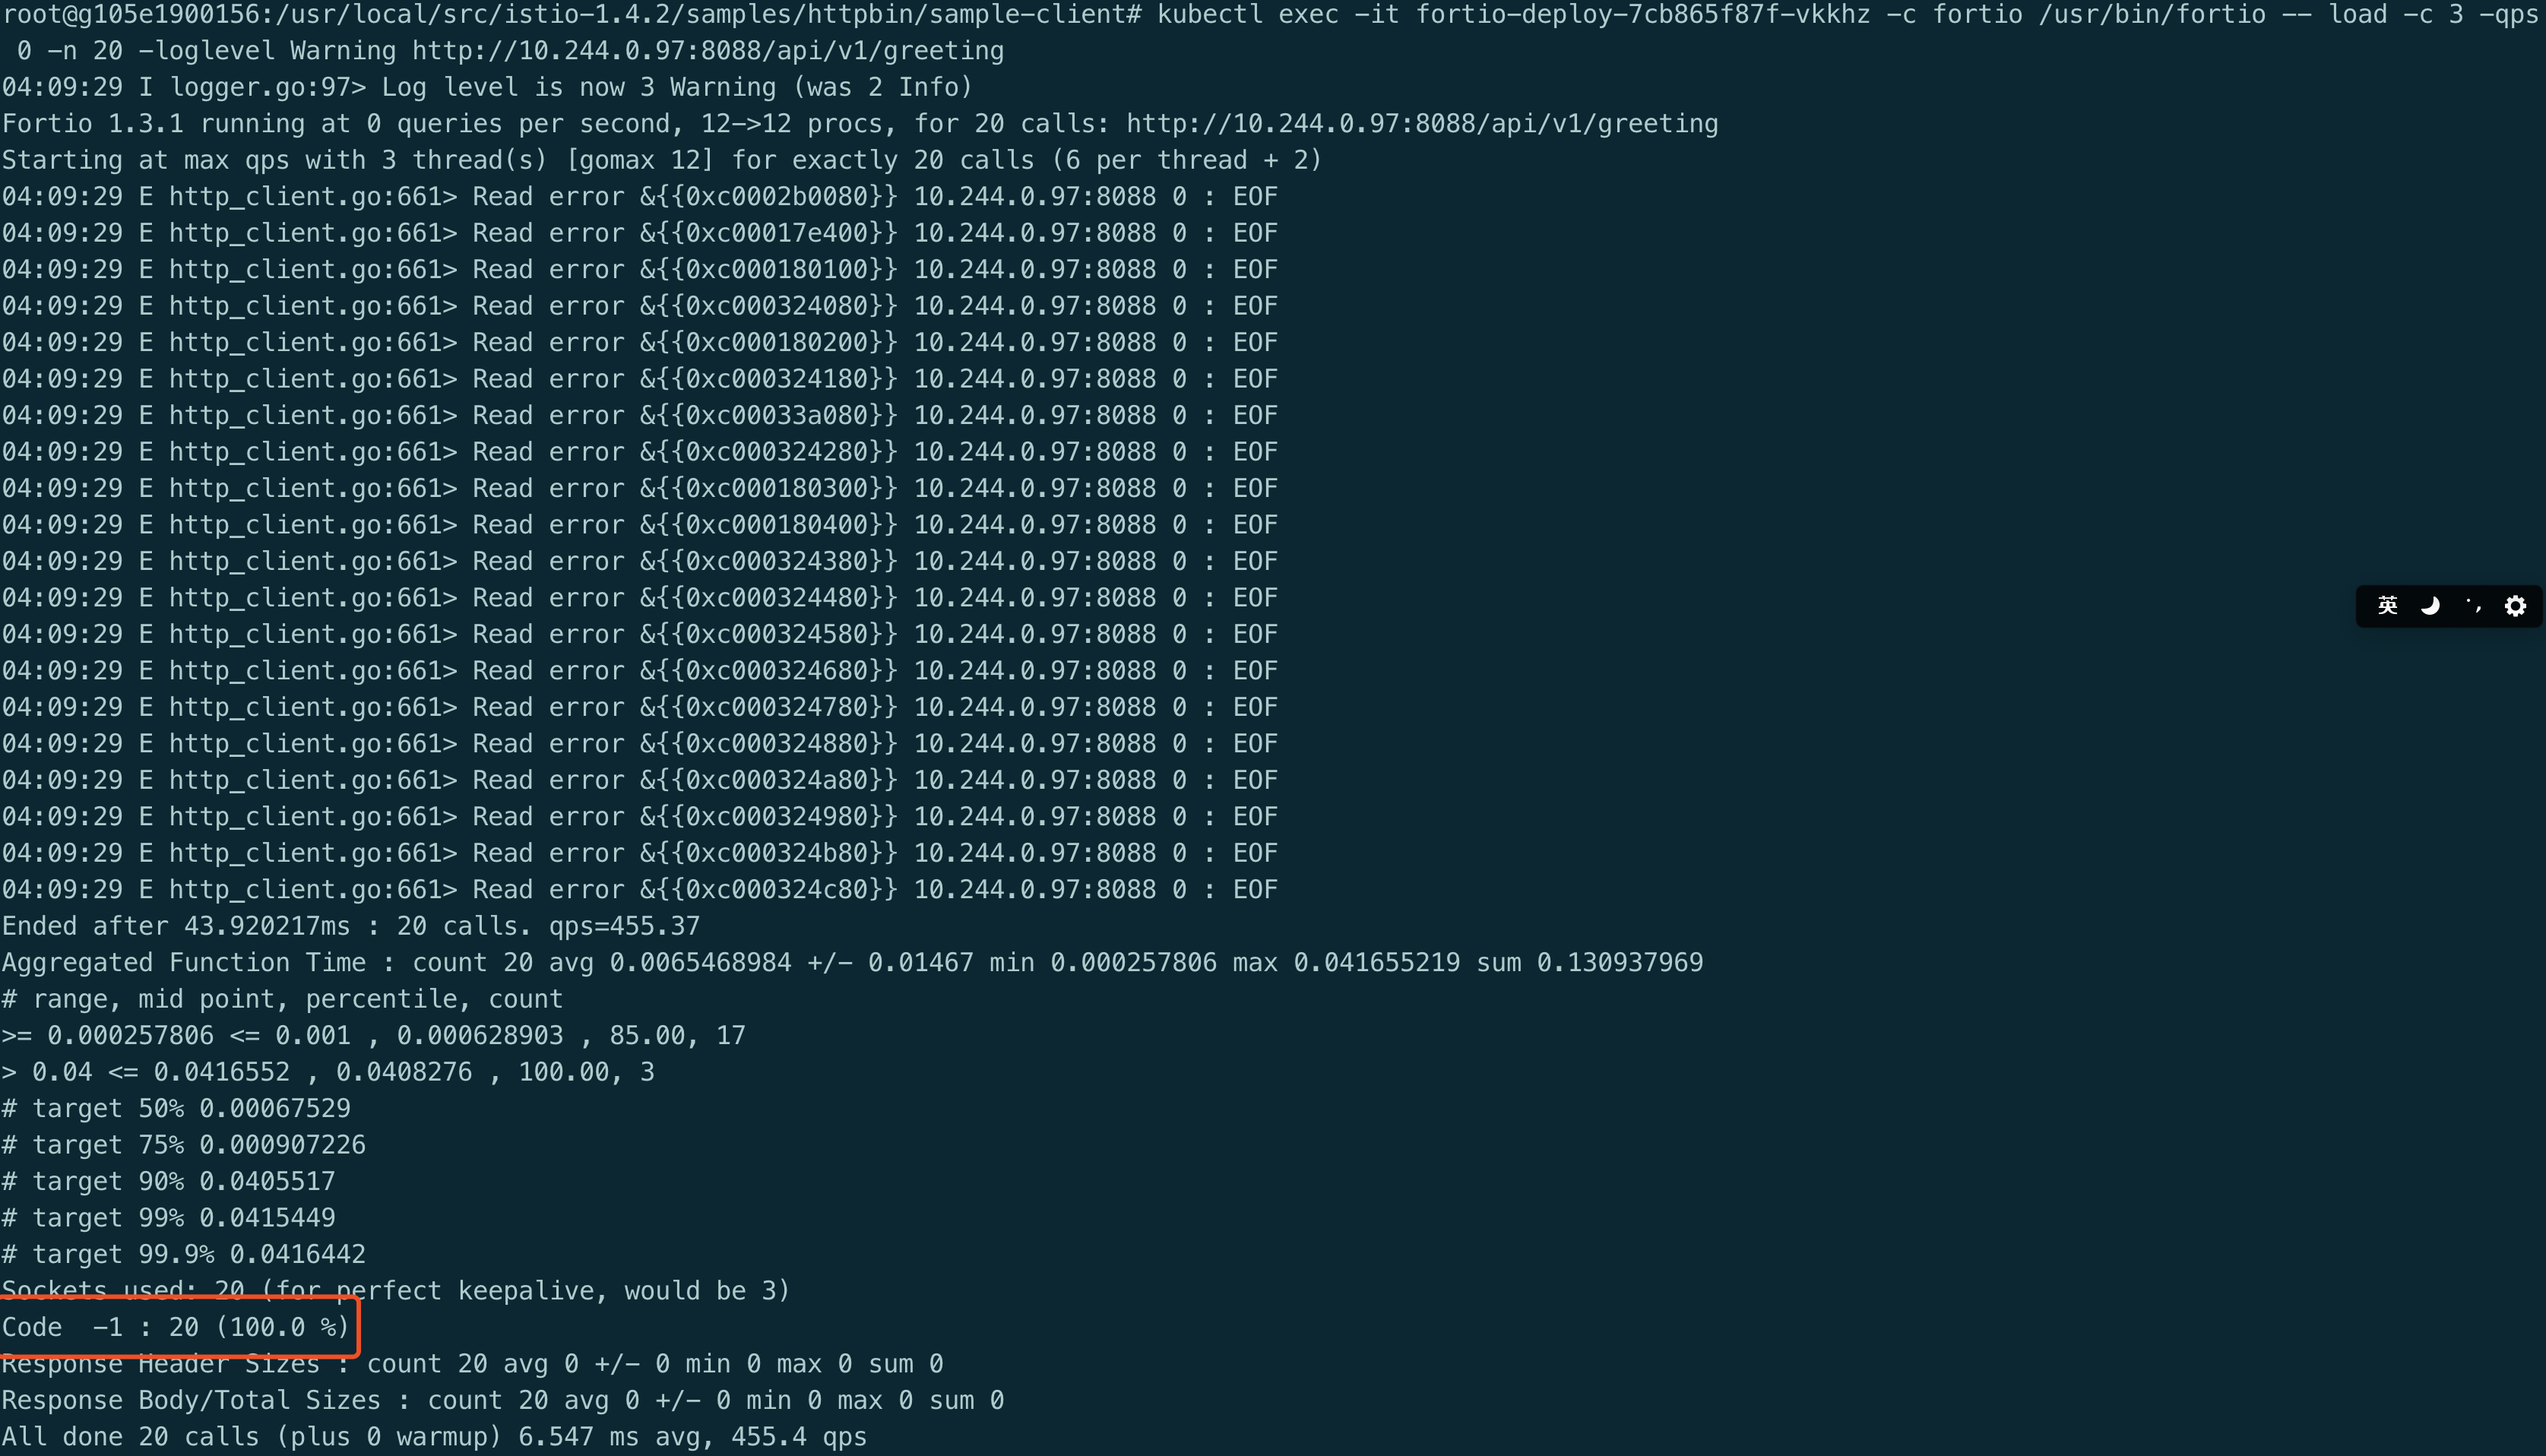 root@g105e1900156:/usr/local/src/istio-1.4.2/samples/httpbin/sample-client# kubectl exec -it fortio-deploy-7cb865f87f-vkkhz -c fortio /usr/bin/fortio -- load -c 3 -qps
 0 -n 20 -loglevel Warning http://10.244.0.97:8088/api/v1/greeting
04:09:29 I logger.go:97> Log level is now 3 Warning (was 2 Info)
Fortio 1.3.1 running at 0 queries per second, 12->12 procs, for 20 calls: http://10.244.0.97:8088/api/v1/greeting
Starting at max qps with 3 thread(s) [gomax 12] for exactly 20 calls (6 per thread + 2)
04:09:29 E http_client.go:661> Read error &{{0xc0002b0080}} 10.244.0.97:8088 0 : EOF
04:09:29 E http_client.go:661> Read error &{{0xc00017e400}} 10.244.0.97:8088 0 : EOF
04:09:29 E http_client.go:661> Read error &{{0xc000180100}} 10.244.0.97:8088 0 : EOF
04:09:29 E http_client.go:661> Read error &{{0xc000324080}} 10.244.0.97:8088 0 : EOF
04:09:29 E http_client.go:661> Read error &{{0xc000180200}} 10.244.0.97:8088 0 : EOF
04:09:29 E http_client.go:661> Read error &{{0xc000324180}} 10.244.0.97:8088 0 : EOF
04:09:29 E http_client.go:661> Read error &{{0xc00033a080}} 10.244.0.97:8088 0 : EOF
04:09:29 E http_client.go:661> Read error &{{0xc000324280}} 10.244.0.97:8088 0 : EOF
04:09:29 E http_client.go:661> Read error &{{0xc000180300}} 10.244.0.97:8088 0 : EOF
04:09:29 E http_client.go:661> Read error &{{0xc000180400}} 10.244.0.97:8088 0 : EOF
04:09:29 E http_client.go:661> Read error &{{0xc000324380}} 10.244.0.97:8088 0 : EOF
04:09:29 E http_client.go:661> Read error &{{0xc000324480}} 10.244.0.97:8088 0 : EOF
英
04:09:29 E http_client.go:661> Read error &{{0xc000324580}} 10.244.0.97:8088 0 : EOF
04:09:29 E http_client.go:661> Read error &{{0xc000324680}} 10.244.0.97:8088 0 : EOF
04:09:29 E http_client.go:661> Read error &{{0xc000324780}} 10.244.0.97:8088 0 : EOF
04:09:29 E http_client.go:661> Read error &{{0xc000324880}} 10.244.0.97:8088 0 : EOF
04:09:29 E http_client.go:661> Read error &{{0xc000324a80}} 10.244.0.97:8088 0 : EOF
04:09:29 E http_client.go:661> Read error &{{0xc000324980}} 10.244.0.97:8088 0 : EOF
04:09:29 E http_client.go:661> Read error &{{0xc000324b80}} 10.244.0.97:8088 0 : EOF
04:09:29 E http_client.go:661> Read error &{{0xc000324c80}} 10.244.0.97:8088 0 : EOF
Ended after 43.920217ms : 20 calls. qps=455.37
Aggregated Function Time : count 20 avg 0.0065468984 +/- 0.01467 min 0.000257806 max 0.041655219 sum 0.130937969
# range, mid point, percentile, count
>= 0.000257806 <= 0.001 , 0.000628903 , 85.00, 17
> 0.04 <= 0.0416552 , 0.0408276 , 100.00, 3
# target 50% 0.00067529
# target 75% 0.000907226
# target 90% 0.0405517
# target 99% 0.0415449
# target 99.9% 0.0416442
Sockets used: 20 (for perfect keepalive, would be 3)
Code  -1 : 20 (100.0 %)
Response Header Sizes : count 20 avg 0 +/- 0 min 0 max 0 sum 0
Response Body/Total Sizes : count 20 avg 0 +/- 0 min 0 max 0 sum 0
All done 20 calls (plus 0 warmup) 6.547 ms avg, 455.4 qps